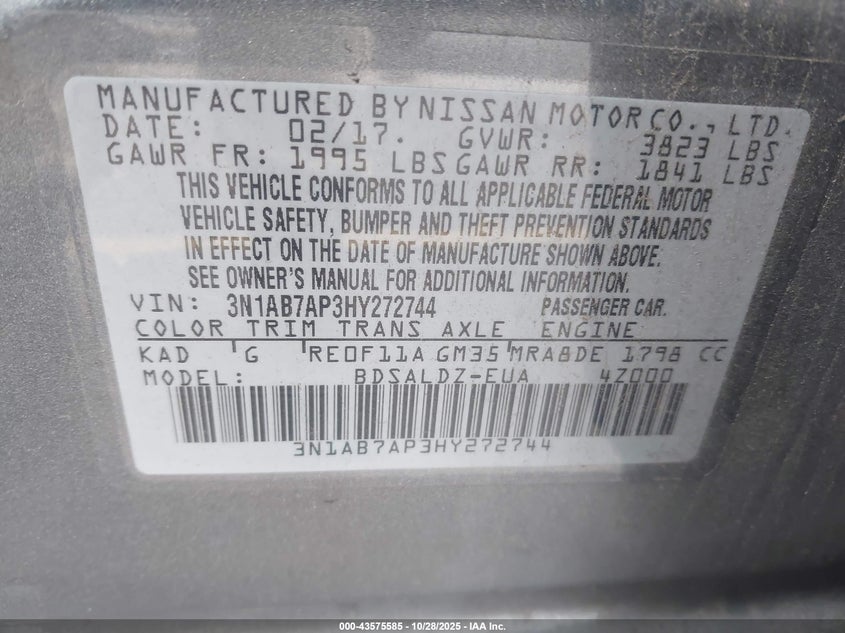 MANUFACTURED BY NISSAN MOTOR CO., LTD.
DATE: 02/17. GVWR: 3823 LBS
GAWR FR: 1995 LBS GAWR RR: 1841 LBS
THIS VEHICLE CONFORMS TO ALL APPLICABLE FEDERAL MOTOR
VEHICLE SAFETY, BUMPER AND THEFT PREVENTION STANDARDS
IN EFFECT ON THE DATE OF MANUFACTURE SHOWN ABOVE.
SEE OWNER'S MANUAL FOR ADDITIONAL INFORMATION.
VIN: 3N1AB7AP3HY272744 PASSENGER CAR.
COLOR TRIM TRANS AXLE ENGINE
KAD 'G 'RE0F11A GM35'MRA8DE 1798 CC
MODEL: BDSALDZ-EUA 4Z000
3N1AB7AP3HY272744
000-43575585 - 10/28/2025 - IAA Inc.